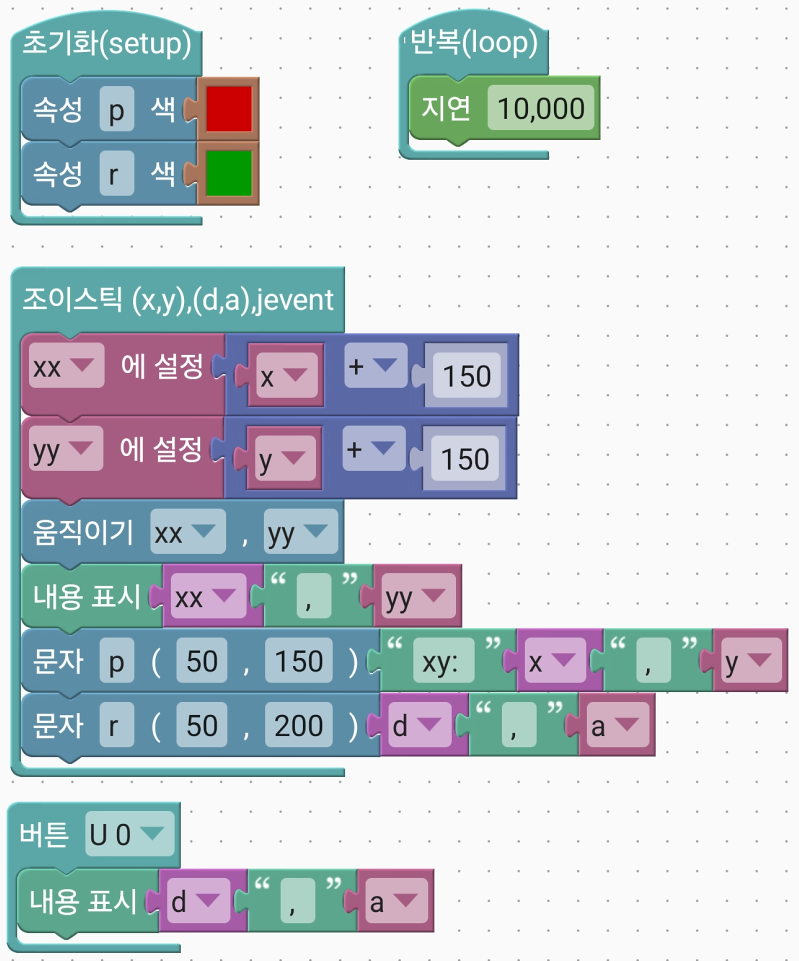 초기화(setup)
속성 p 색
속성 r 색
반복(loop)
지연 10,000
조이스틱 (x,y),(d,a),jevent
xx 에 설정 x + 150
yy 에 설정 y + 150
움직이기 xx , yy
내용 표시 xx “ , ” yy
문자 p ( 50 , 150 ) “ xy: ” x “ , ” y
문자 r ( 50 , 200 ) d “ , ” a
버튼 U 0
내용 표시 d “ , ” a